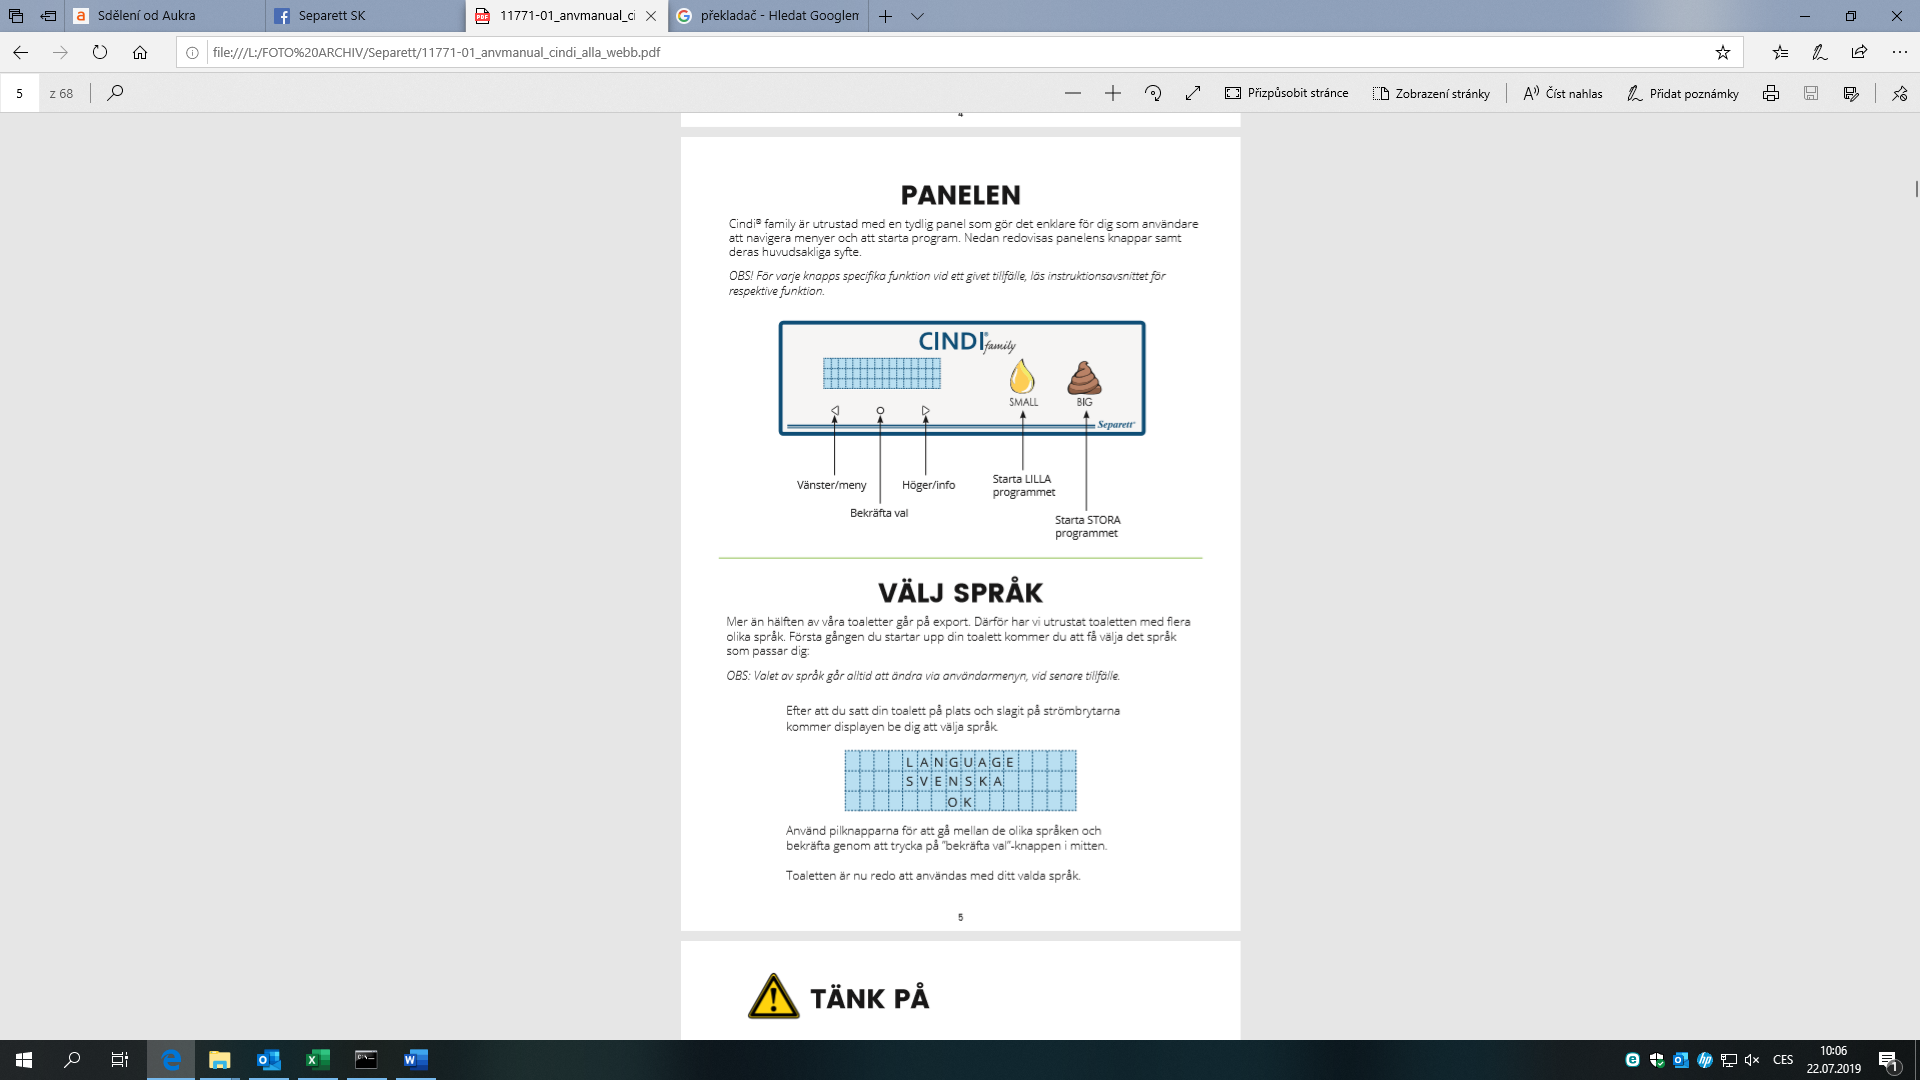 Sdělení od Aukra
Separett SK
11771-01_anvmanual_ci
překladač - Hledat Googlem
file:///L:/FOTO%20ARCHIV/Separett/11771-01_anvmanual_cindi_alla_webb.pdf
5 z 68
Přizpůsobit stránce
Zobrazení stránky
Číst nahlas
Přidat poznámky
4
PANELEN
Cindi® family är utrustad med en tydlig panel som gör det enklare för dig som användare
att navigera menyer och att starta program. Nedan redovisas panelens knappar samt
deras huvudsakliga syfte.
OBS! För varje knapps specifika funktion vid ett givet tillfälle, läs instruktionsavsnittet för
respektive funktion.
CINDI® family
SMALL
BIG
Separett®
Vänster/meny
Höger/info
Bekräfta val
Starta LILLA
programmet
Starta STORA
programmet
VÄLJ SPRÅK
Mer än hälften av våra toaletter går på export. Därför har vi utrustat toaletten med flera
olika språk. Första gången du startar upp din toalett kommer du att få välja det språk
som passar dig:
OBS: Valet av språk går alltid att ändra via användarmenyn, vid senare tillfälle.
Efter att du satt din toalett på plats och slagit på strömbrytarna
kommer displayen be dig att välja språk.
LANGUAGE
SVENSKA
OK
Använd pilknapparna för att gå mellan de olika språken och
bekräfta genom att trycka på ”bekräfta val”-knappen i mitten.
Toaletten är nu redo att användas med ditt valda språk.
5
TÄNK PÅ
CES
10:06
22.07.2019
1